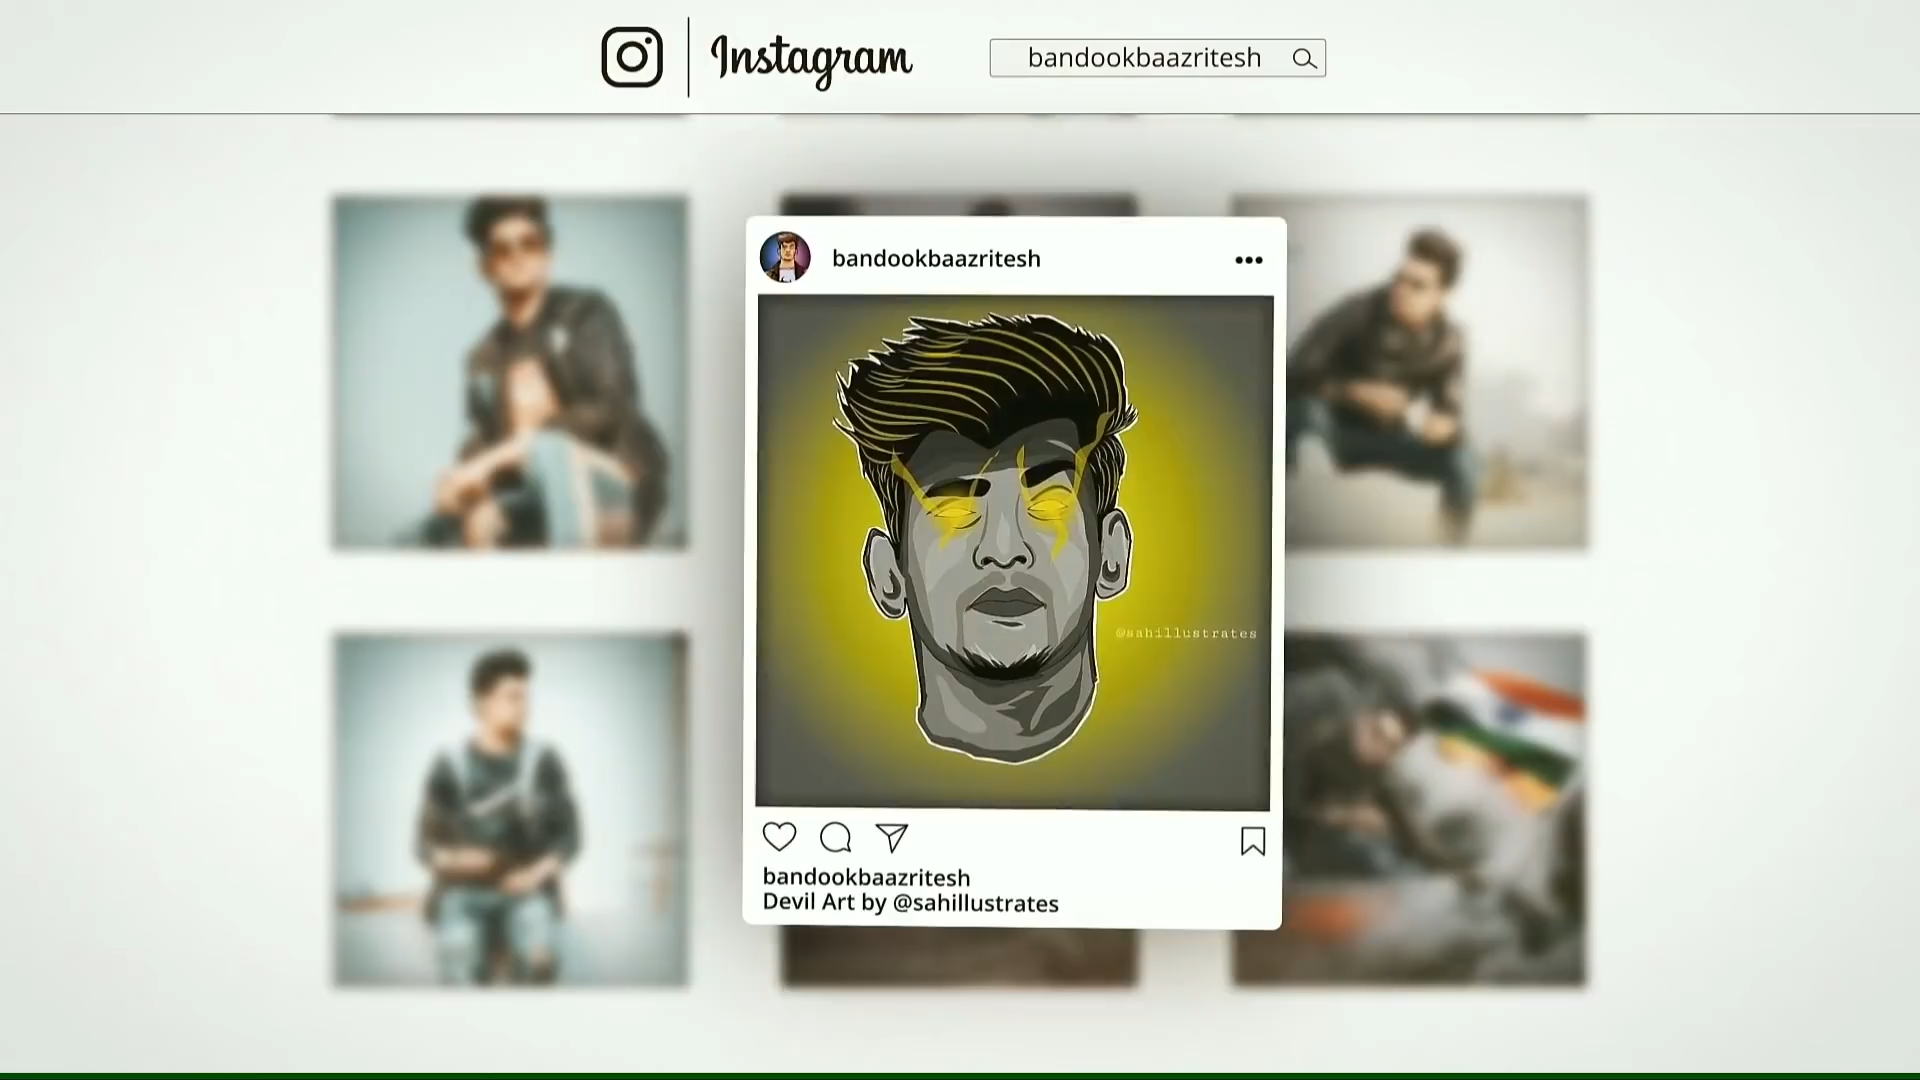 Instagram
bandookbaazritesh
bandookbaazritesh
@sahillustrates
bandookbaazritesh
Devil Art by @sahillustrates